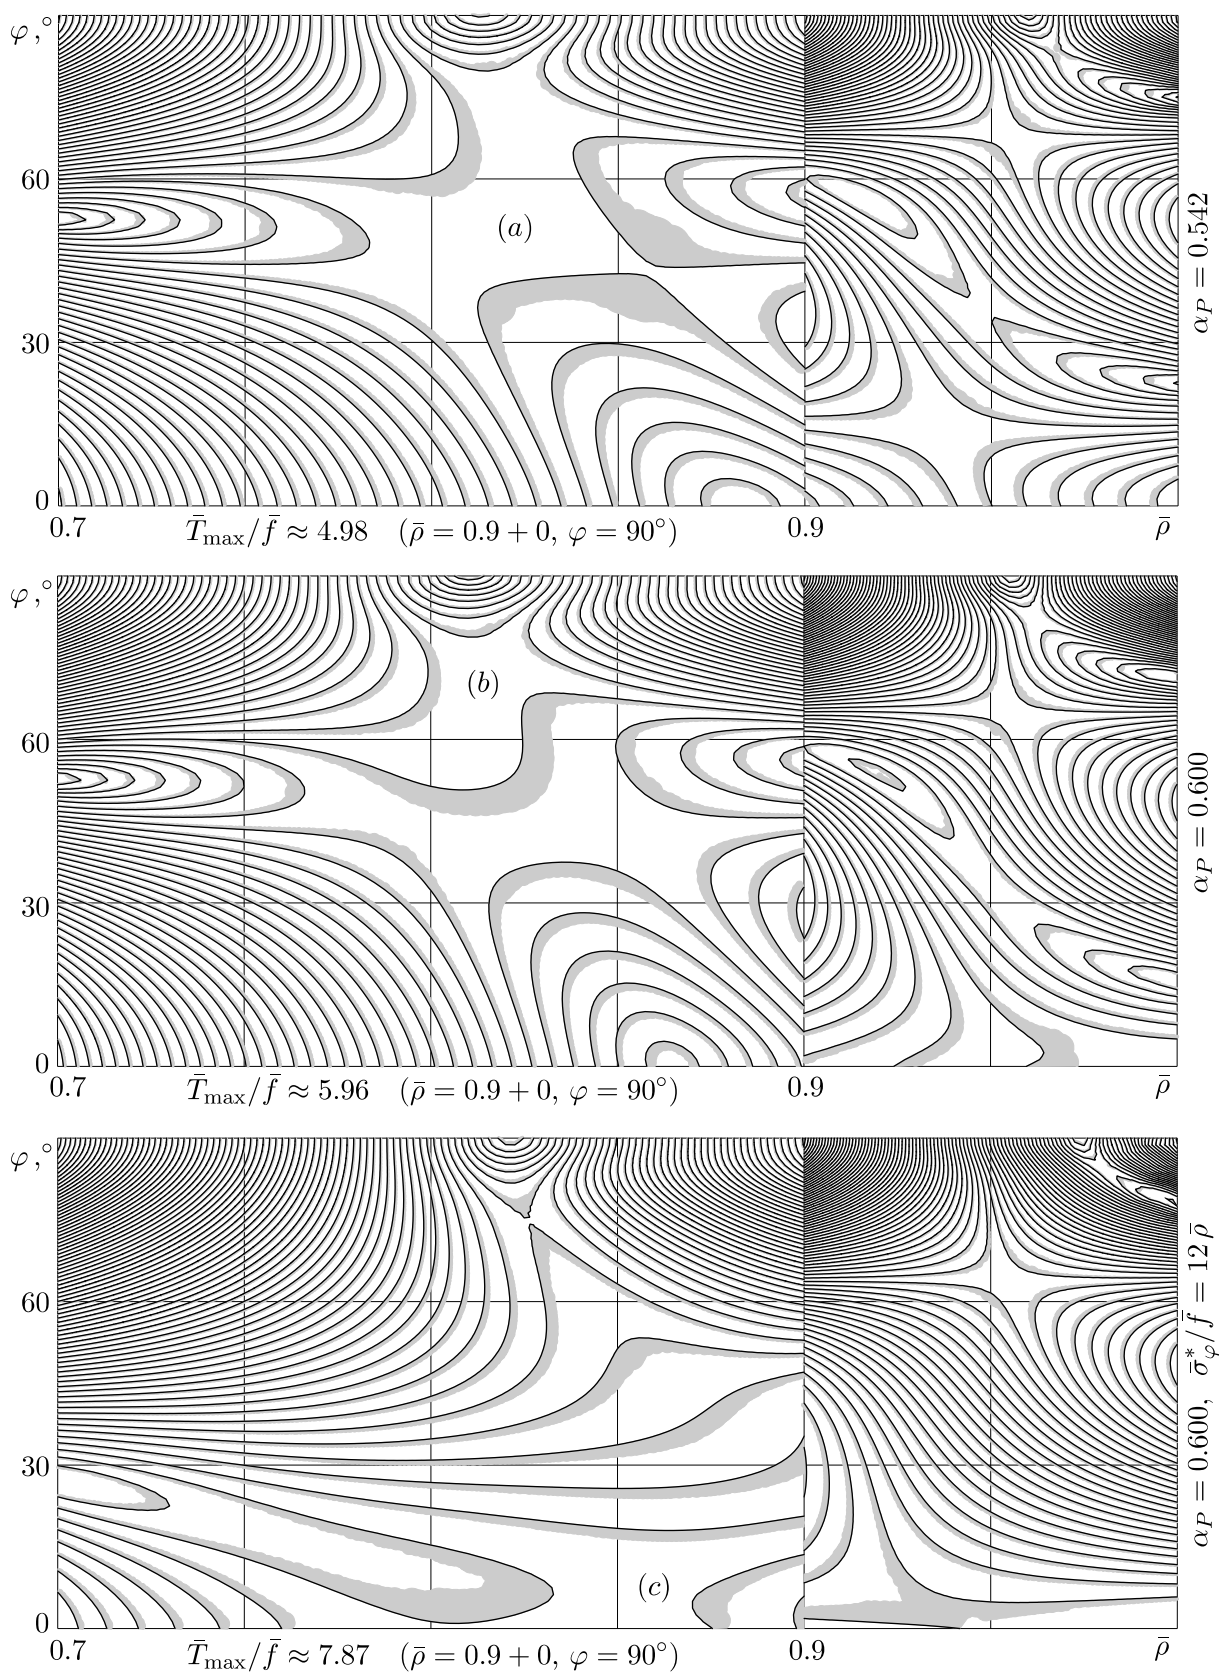 φ,°
60
(a)
30
0
0.7
T̄max/f̄ ≈ 4.98 (ρ̄ = 0.9 + 0, φ = 90°)
0.9
ρ̄
αP = 0.542
φ,°
(b)
60
30
0
0.7
T̄max/f̄ ≈ 5.96 (ρ̄ = 0.9 + 0, φ = 90°)
0.9
ρ̄
αP = 0.600
φ,°
60
30
(c)
0
0.7
T̄max/f̄ ≈ 7.87 (ρ̄ = 0.9 + 0, φ = 90°)
0.9
ρ̄
αP = 0.600, σ̄*φ/f̄ = 12 ρ̄